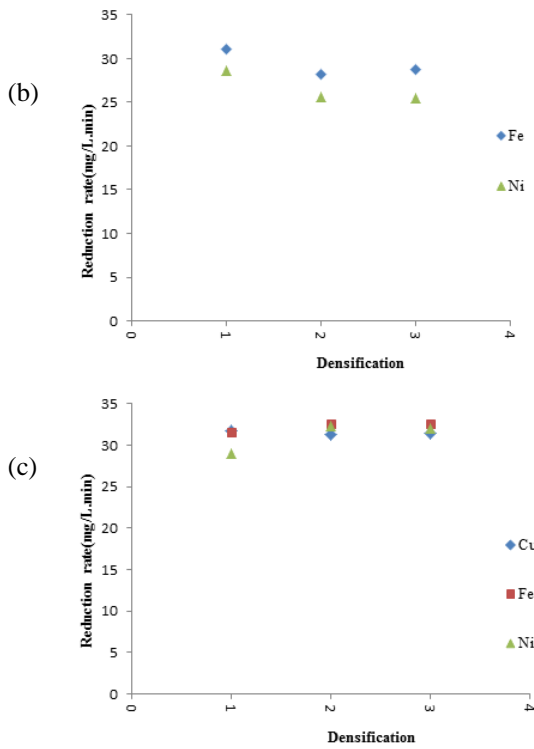 (b)
Reduction rate(mg/L.min)
35
30
25
20
15
10
5
0
0
1
2
3
4
Densification
Fe
Ni
(c)
Reduction rate(mg/L.min)
35
30
25
20
15
10
5
0
0
1
2
3
4
Densification
Cu
Fe
Ni